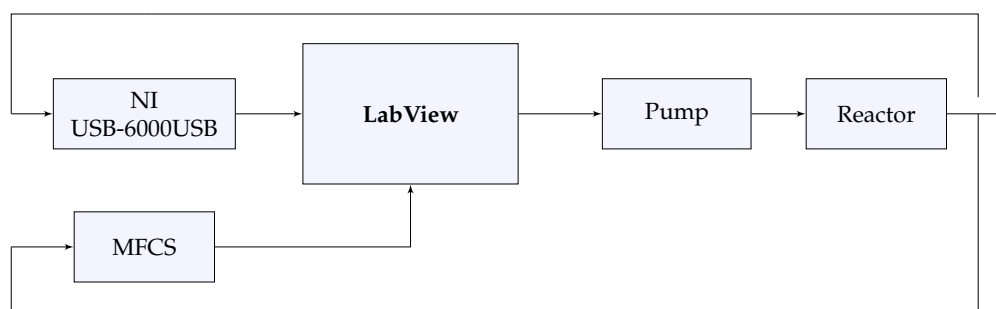 NI
USB-6000USB
LabView
Pump
Reactor
MFCS